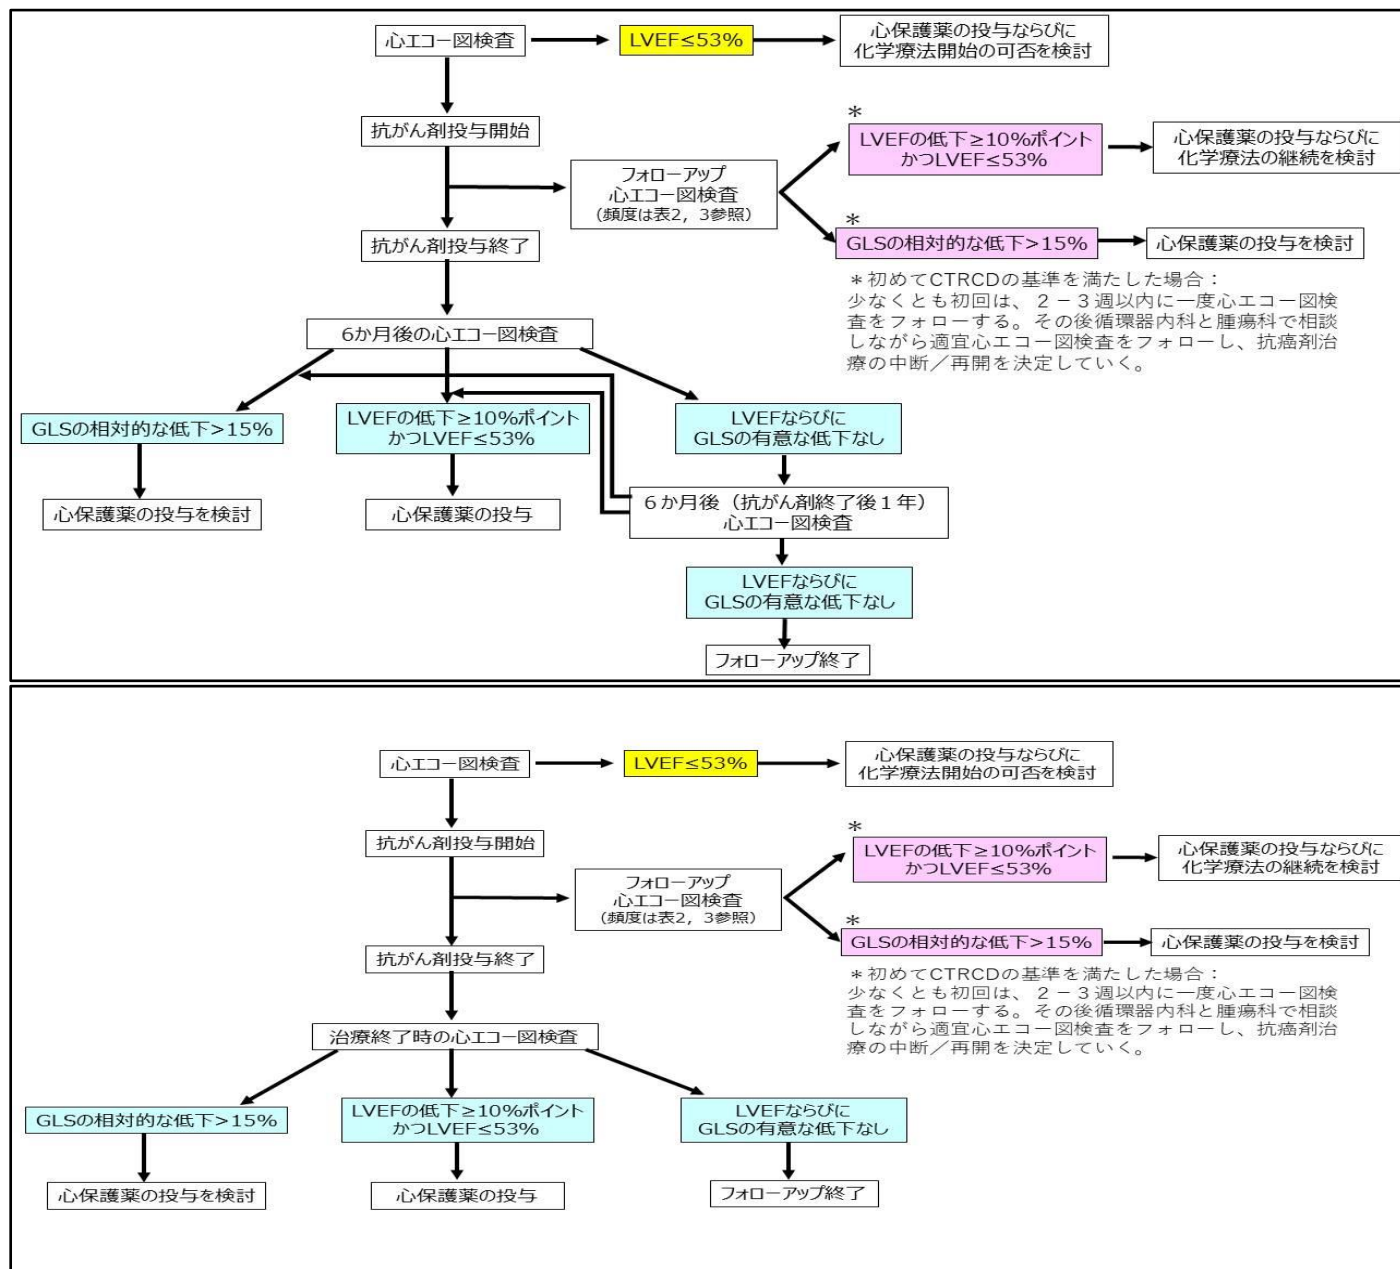 心エコー図検査
LVEF≤53%
心保護薬の投与ならびに
化学療法開始の可否を検討
抗がん剤投与開始
*
LVEFの低下≥10%ポイント
かつLVEF≤53%
心保護薬の投与ならびに
化学療法の継続を検討
フォローアップ
心エコー図検査
(頻度は表2, 3参照)
*
GLSの相対的な低下>15%
心保護薬の投与を検討
抗がん剤投与終了
*初めてCTRCDの基準を満たした場合:
少なくとも初回は、2-3週以内に一度心エコー図検
査をフォローする。その後循環器内科と腫瘍科で相談
しながら適宜心エコー図検査をフォローし、抗癌剤治
療の中断/再開を決定していく。
6か月後の心エコー図検査
GLSの相対的な低下>15%
LVEFの低下≥10%ポイント
かつLVEF≤53%
LVEFならびに
GLSの有意な低下なし
心保護薬の投与を検討
心保護薬の投与
6か月後(抗がん剤終了後1年)
心エコー図検査
LVEFならびに
GLSの有意な低下なし
フォローアップ終了
心エコー図検査
LVEF≤53%
心保護薬の投与ならびに
化学療法開始の可否を検討
抗がん剤投与開始
*
LVEFの低下≥10%ポイント
かつLVEF≤53%
心保護薬の投与ならびに
化学療法の継続を検討
フォローアップ
心エコー図検査
(頻度は表2, 3参照)
*
GLSの相対的な低下>15%
心保護薬の投与を検討
抗がん剤投与終了
*初めてCTRCDの基準を満たした場合:
少なくとも初回は、2-3週以内に一度心エコー図検
査をフォローする。その後循環器内科と腫瘍科で相談
しながら適宜心エコー図検査をフォローし、抗癌剤治
療の中断/再開を決定していく。
治療終了時の心エコー図検査
GLSの相対的な低下>15%
LVEFの低下≥10%ポイント
かつLVEF≤53%
LVEFならびに
GLSの有意な低下なし
心保護薬の投与を検討
心保護薬の投与
フォローアップ終了